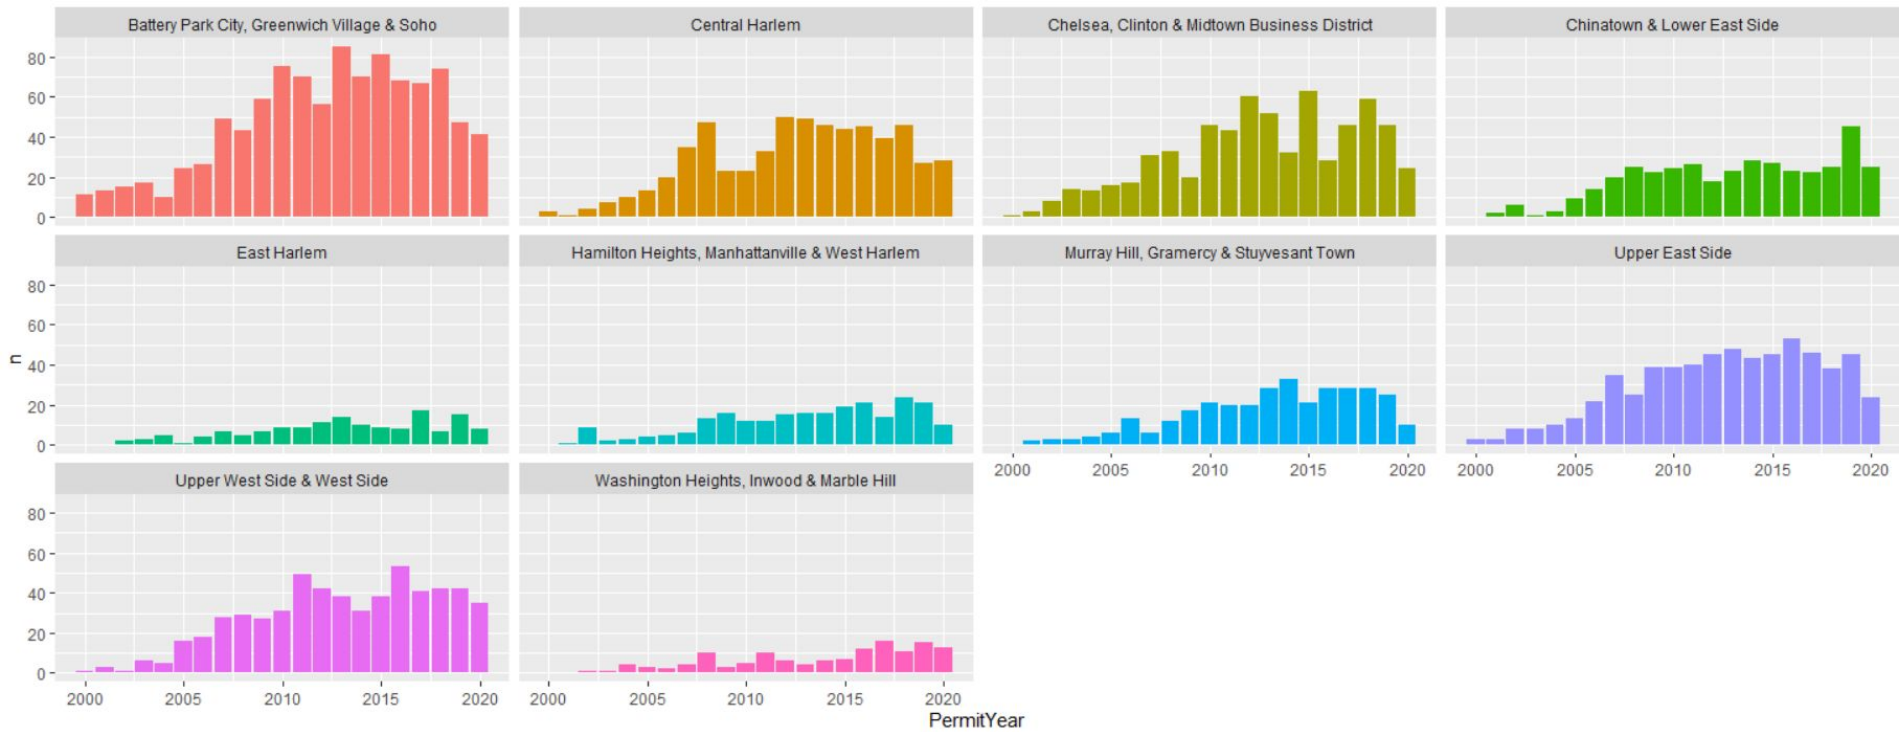 Battery Park City, Greenwich Village & Soho
Central Harlem
Chelsea, Clinton & Midtown Business District
Chinatown & Lower East Side
80
60
40
20
0
East Harlem
Hamilton Heights, Manhattanville & West Harlem
Murray Hill, Gramercy & Stuyvesant Town
Upper East Side
80
60
n
40
20
0
2000 2005 2010 2015 2020
2000 2005 2010 2015 2020
Upper West Side & West Side
Washington Heights, Inwood & Marble Hill
80
60
40
20
0
2000 2005 2010 2015 2020
2000 2005 2010 2015 2020
PermitYear